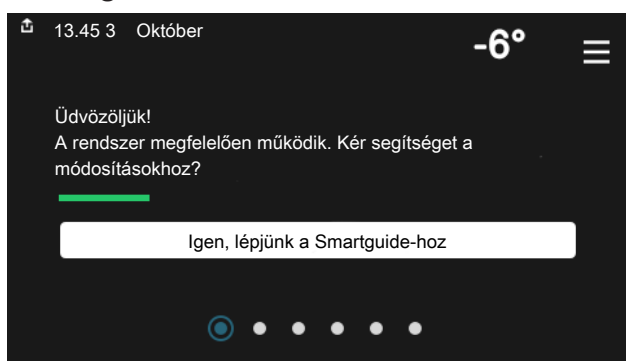 13.45 3 Október
-6°
Üdvözöljük!
A rendszer megfelelően működik. Kér segítséget a
módosításokhoz?
Igen, lépjünk a Smartguide-hoz